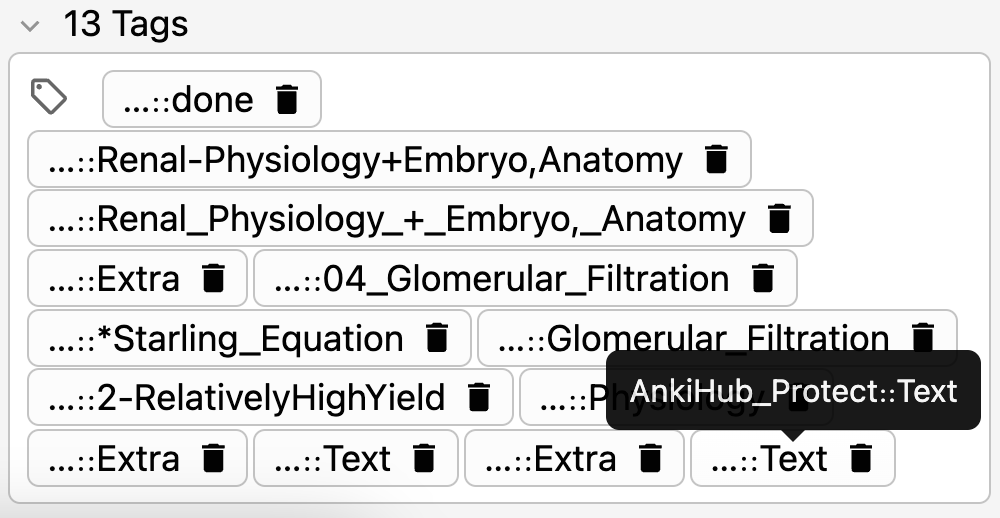 13 Tags
...::done
...::Renal-Physiology+Embryo,Anatomy
...::Renal_Physiology_+_Embryo,_Anatomy
...::Extra ...::04_Glomerular_Filtration
...::*Starling_Equation ...::Glomerular_Filtration
...::2-RelativelyHighYield ...::Physiology
AnkiHub_Protect::Text
...::Extra ...::Text ...::Extra ...::Text